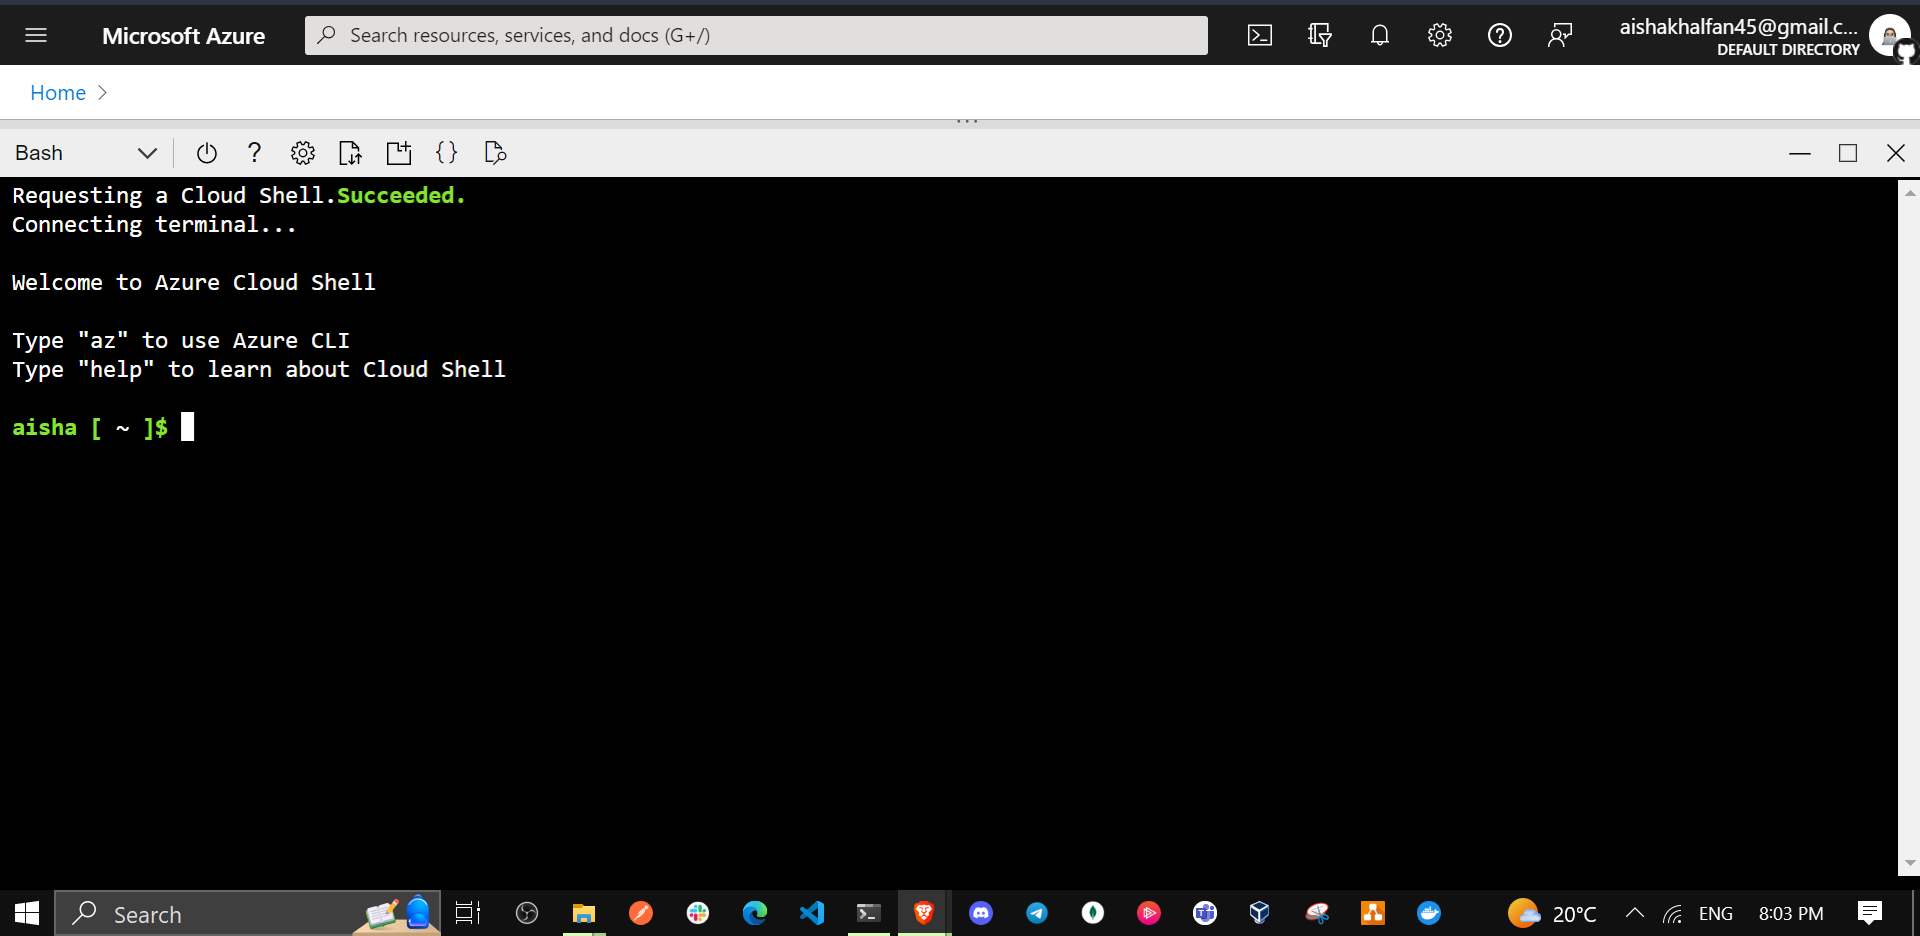 Microsoft Azure
Search resources, services, and docs (G+/)
aishakhalfan45@gmail.c...
DEFAULT DIRECTORY
Home
Bash
Requesting a Cloud Shell.Succeeded.
Connecting terminal...
Welcome to Azure Cloud Shell
Type "az" to use Azure CLI
Type "help" to learn about Cloud Shell
aisha [ ~ ]$
Search
20°C
ENG
8:03 PM